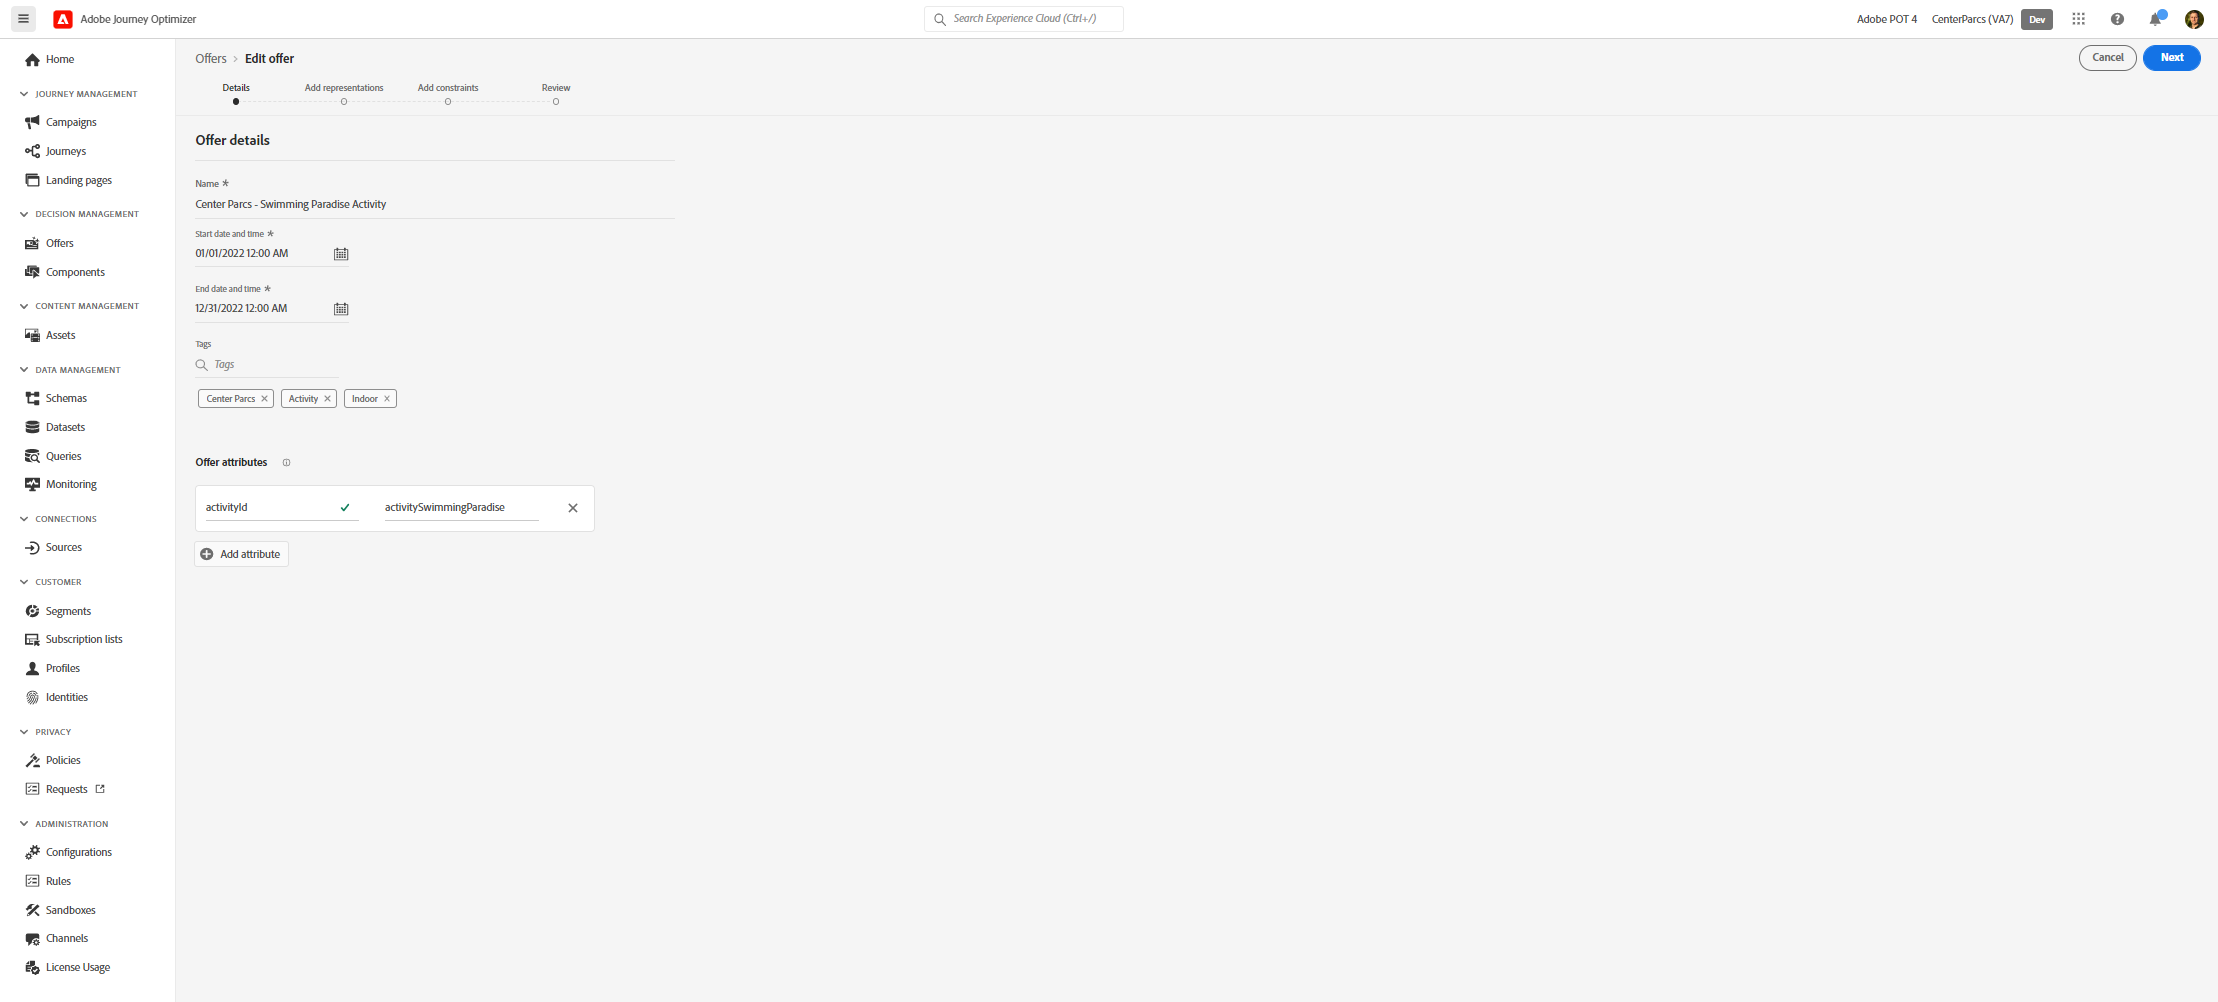 Adobe Journey Optimizer
Search Experience Cloud (Ctrl+/)
Adobe POT 4
CenterParcs (VA7)
Dev
Home
JOURNEY MANAGEMENT
Campaigns
Journeys
Landing pages
DECISION MANAGEMENT
Offers
Components
CONTENT MANAGEMENT
Assets
DATA MANAGEMENT
Schemas
Datasets
Queries
Monitoring
CONNECTIONS
Sources
CUSTOMER
Segments
Subscription lists
Profiles
Identities
PRIVACY
Policies
Requests
ADMINISTRATION
Configurations
Rules
Sandboxes
Channels
License Usage
Offers > Edit offer
Cancel
Next
Details
Add representations
Add constraints
Review
Offer details
Name *
Center Parcs - Swimming Paradise Activity
Start date and time *
01/01/2022 12:00 AM
End date and time *
12/31/2022 12:00 AM
Tags
Tags
Center Parcs
Activity
Indoor
Offer attributes
activityId
activitySwimmingParadise
Add attribute